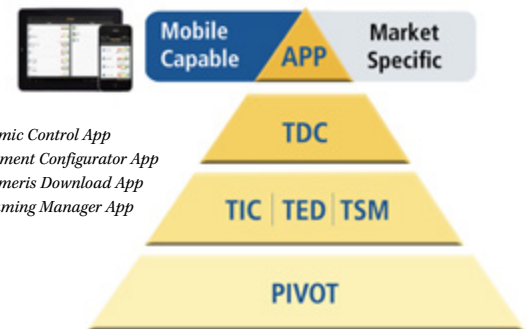 Mobile
Capable
APP
Market
Specific
mic Control App
ment Configurator App
meris Download App
ming Manager App
TDC
TIC | TED | TSM
PIVOT